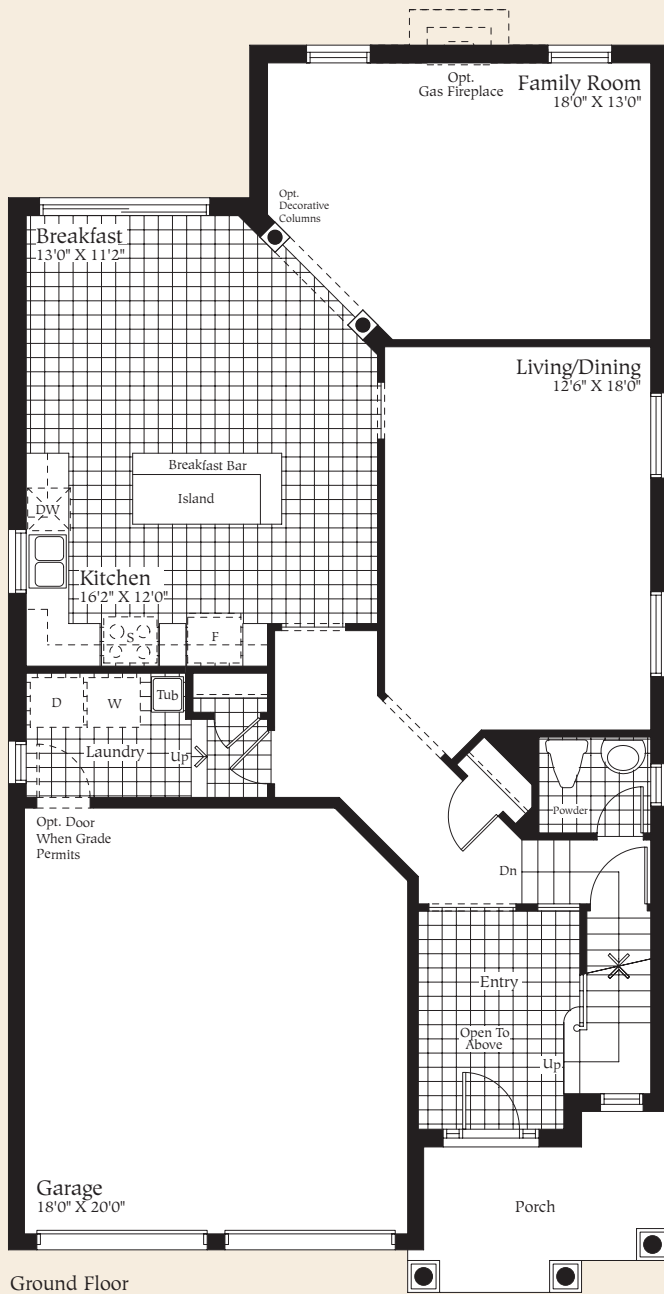 Opt.
Gas Fireplace
Family Room
18'0" X 13'0"
Opt.
Decorative
Columns
Breakfast
13'0" X 11'2"
Living/Dining
12'6" X 18'0"
Breakfast Bar
Island
DW
Kitchen
16'2" X 12'0"
S
F
D
W
Tub
Laundry
Up
Powder
Opt. Door
When Grade
Permits
Dn
Entry
Open To
Above
Up
Garage
18'0" X 20'0"
Porch
Ground Floor